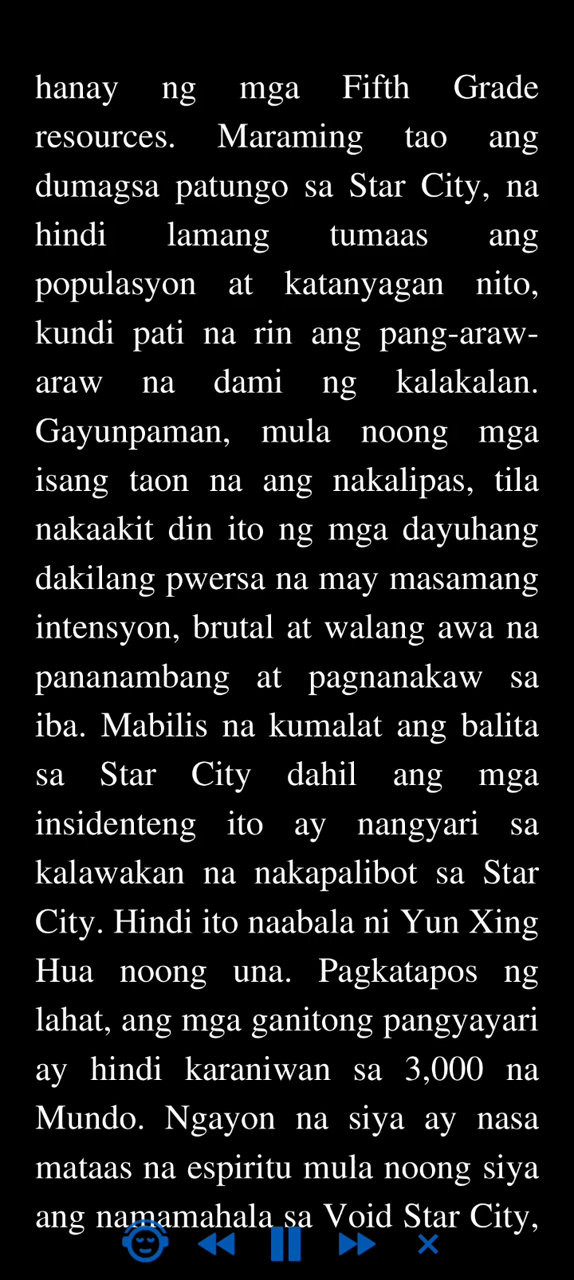 hanay ng mga Fifth Grade
resources. Maraming tao ang
dumagsa patungo sa Star City, na
hindi lamang tumaas ang
populasyon at katanyagan nito,
kundi pati na rin ang pang-araw-
araw na dami ng kalakalan.
Gayunpaman, mula noong mga
isang taon na ang nakalipas, tila
nakaakit din ito ng mga dayuhang
dakilang pwersa na may masamang
intensyon, brutal at walang awa na
pananambang at pagnanakaw sa
iba. Mabilis na kumalat ang balita
sa Star City dahil ang mga
insidenteng ito ay nangyari sa
kalawakan na nakapalibot sa Star
City. Hindi ito naabala ni Yun Xing
Hua noong una. Pagkatapos ng
lahat, ang mga ganitong pangyayari
ay hindi karaniwan sa 3,000 na
Mundo. Ngayon na siya ay nasa
mataas na espiritu mula noong siya
ang namamahala sa Void Star City,